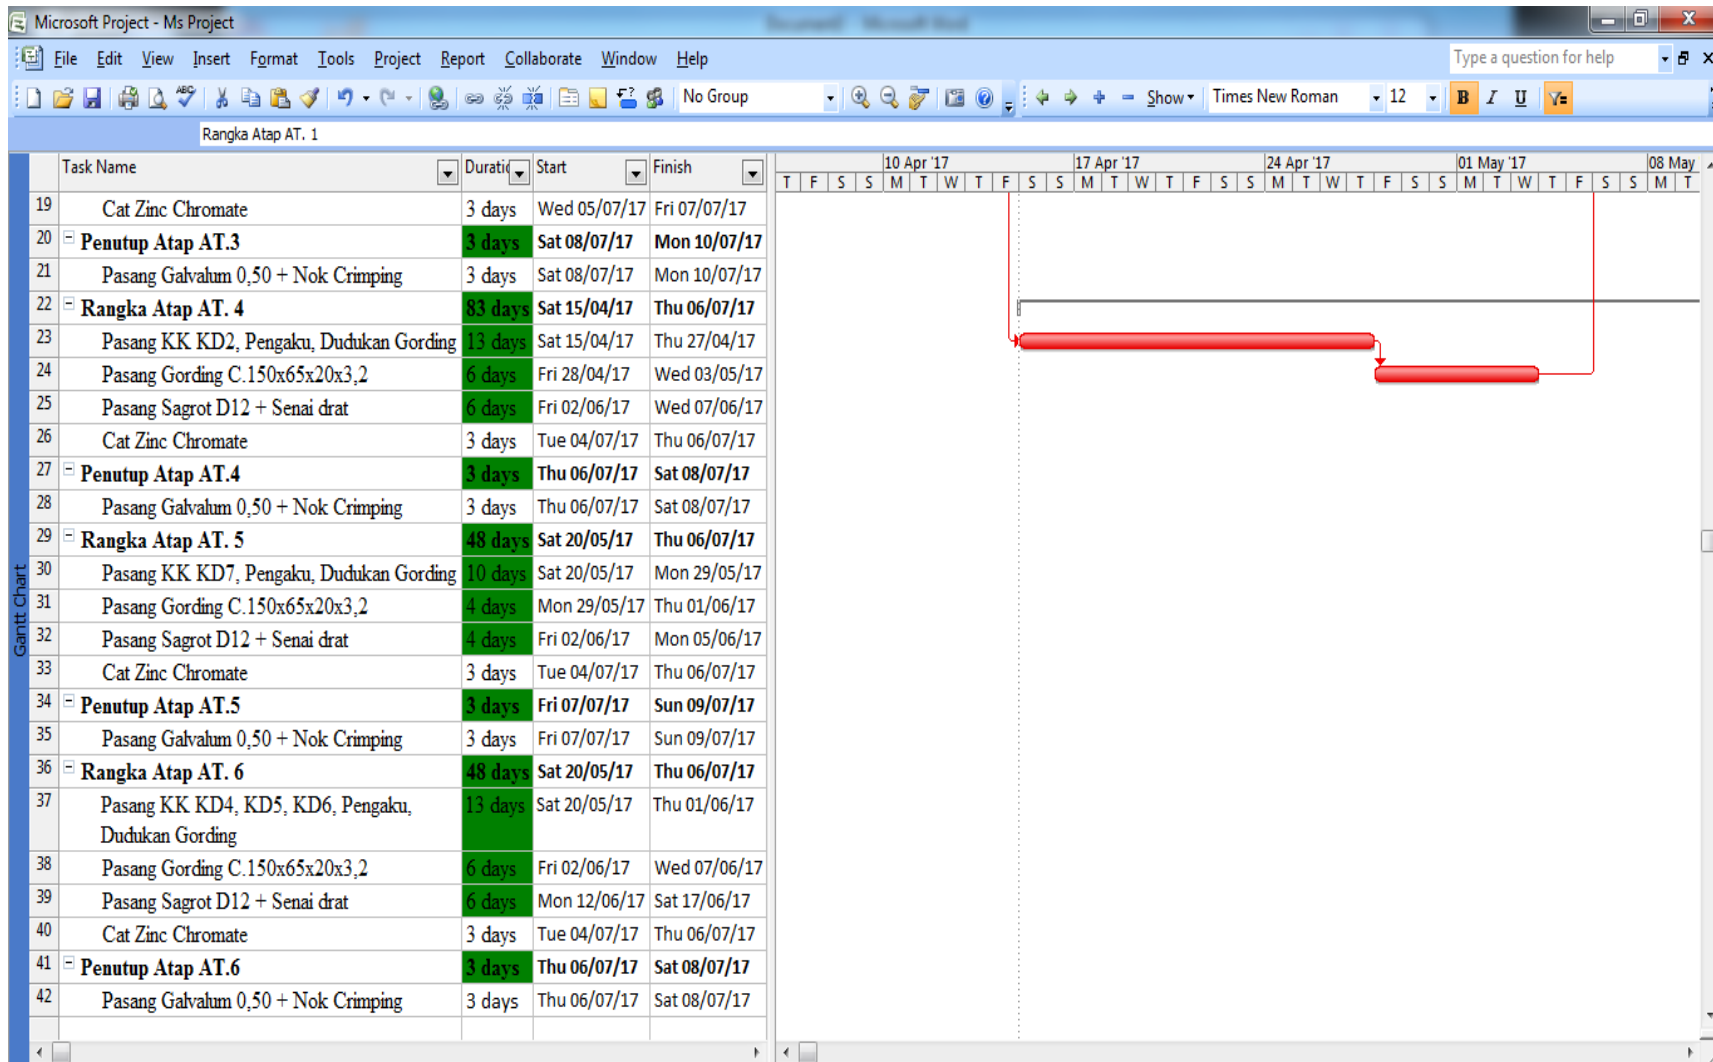 Microsoft Project - Ms Project
File Edit View Insert Format Tools Project Report Collaborate Window Help Type a question for help
ABC No Group Show Times New Roman 12 B I U
Rangka Atap AT. 1
Task Name Start Finish 10 Apr '17 17 Apr '17 24 Apr '17 01 May '17 08 May
T F S S M T W T F S S M T W T F S S M T W T F S S M T W T F S S M T
19 Cat Zinc Chromate 3 days Wed 05/07/17 Fri 07/07/17
20 Penutup Atap AT.3 3 days Sat 08/07/17 Mon 10/07/17
21 Pasang Galvalum 0,50 + Nok Crimping 3 days Sat 08/07/17 Mon 10/07/17
22 Rangka Atap AT. 4 83 days Sat 15/04/17 Thu 06/07/17
23 Pasang KK KD2, Pengaku, Dudukan Gording 13 days Sat 15/04/17 Thu 27/04/17
24 Pasang Gording C.150x65x20x3,2 6 days Fri 28/04/17 Wed 03/05/17
25 Pasang Sagrot D12 + Senai drat 6 days Fri 02/06/17 Wed 07/06/17
26 Cat Zinc Chromate 3 days Tue 04/07/17 Thu 06/07/17
27 Penutup Atap AT.4 3 days Thu 06/07/17 Sat 08/07/17
28 Pasang Galvalum 0,50 + Nok Crimping 3 days Thu 06/07/17 Sat 08/07/17
29 Rangka Atap AT. 5 48 days Sat 20/05/17 Thu 06/07/17
30 Pasang KK KD7, Pengaku, Dudukan Gording 10 days Sat 20/05/17 Mon 29/05/17
31 Pasang Gording C.150x65x20x3,2 4 days Mon 29/05/17 Thu 01/06/17
32 Pasang Sagrot D12 + Senai drat 4 days Fri 02/06/17 Mon 05/06/17
33 Cat Zinc Chromate 3 days Tue 04/07/17 Thu 06/07/17
34 Penutup Atap AT.5 3 days Fri 07/07/17 Sun 09/07/17
35 Pasang Galvalum 0,50 + Nok Crimping 3 days Fri 07/07/17 Sun 09/07/17
36 Rangka Atap AT. 6 48 days Sat 20/05/17 Thu 06/07/17
37 Pasang KK KD4, KD5, KD6, Pengaku, 13 days Sat 20/05/17 Thu 01/06/17
Dudukan Gording
38 Pasang Gording C.150x65x20x3,2 6 days Fri 02/06/17 Wed 07/06/17
39 Pasang Sagrot D12 + Senai drat 6 days Mon 12/06/17 Sat 17/06/17
40 Cat Zinc Chromate 3 days Tue 04/07/17 Thu 06/07/17
41 Penutup Atap AT.6 3 days Thu 06/07/17 Sat 08/07/17
42 Pasang Galvalum 0,50 + Nok Crimping 3 days Thu 06/07/17 Sat 08/07/17
Gantt Chart